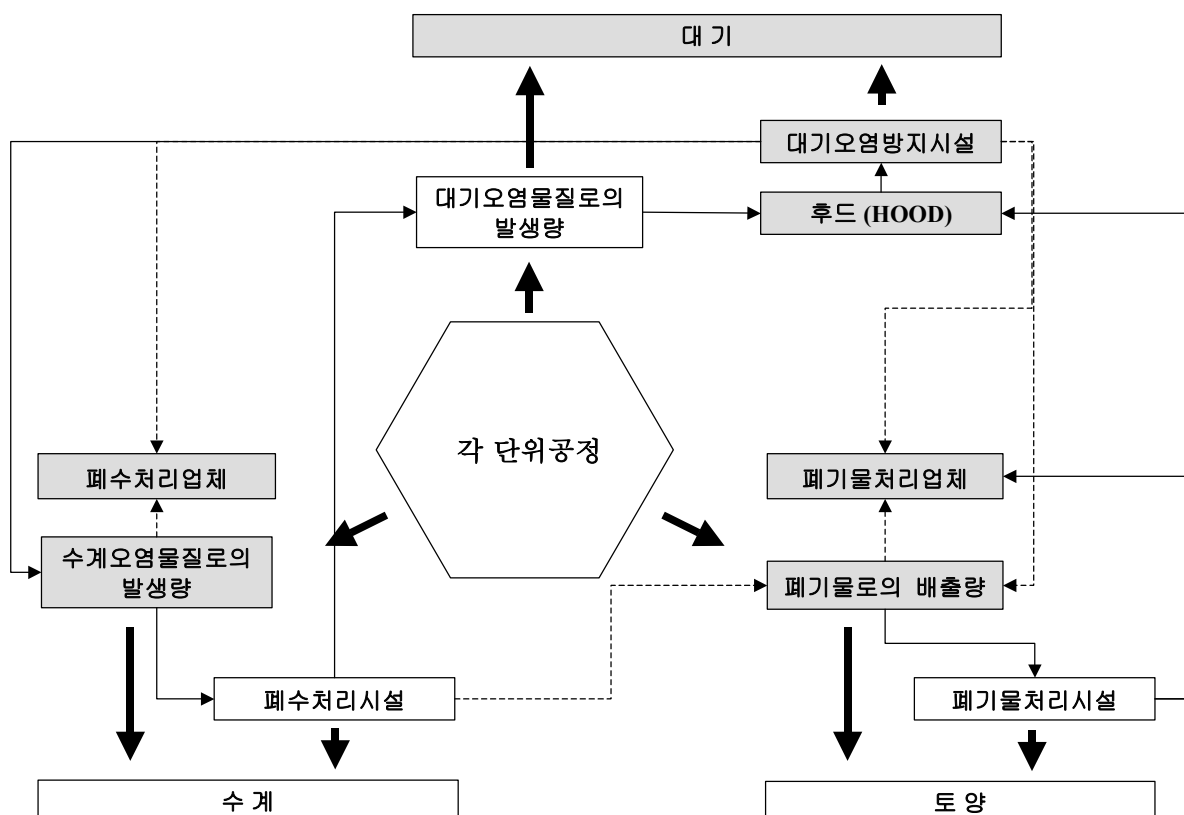 대 기
대기오염방지시설
대기오염물질로의
발생량
후드 (HOOD)
각 단위공정
폐수처리업체
폐기물처리업체
수계오염물질로의
발생량
폐기물로의 배출량
폐수처리시설
폐기물처리시설
수 계
토 양